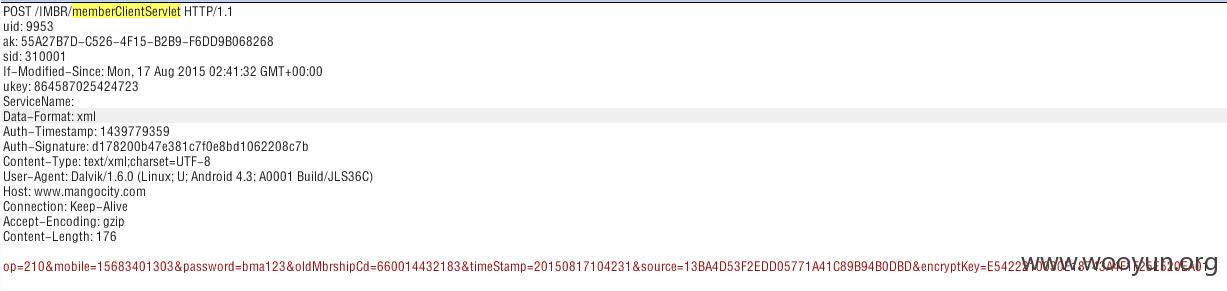 POST /IMBR/memberClientServlet HTTP/1.1
uid: 9953
ak: 55A27B7D-C526-4F15-B2B9-F6DD9B068268
sid: 310001
If-Modified-Since: Mon, 17 Aug 2015 02:41:32 GMT+00:00
ukey: 864587025424723
ServiceName:
Data-Format: xml
Auth-Timestamp: 1439779359
Auth-Signature: d178200b47e381c7f0e8bd1062208c7b
Content-Type: text/xml;charset=UTF-8
User-Agent: Dalvik/1.6.0 (Linux; U; Android 4.3; A0001 Build/JLS36C)
Host: www.mangocity.com
Connection: Keep-Alive
Accept-Encoding: gzip
Content-Length: 176
op=210&mobile=15683401303&password=bma123&oldMbrshipCd=660014432183&timeStamp=20150817104231&source=13BA4D53F2EDD05771A41C89B94B0DBD&encryptKey=
www.wooyun.org